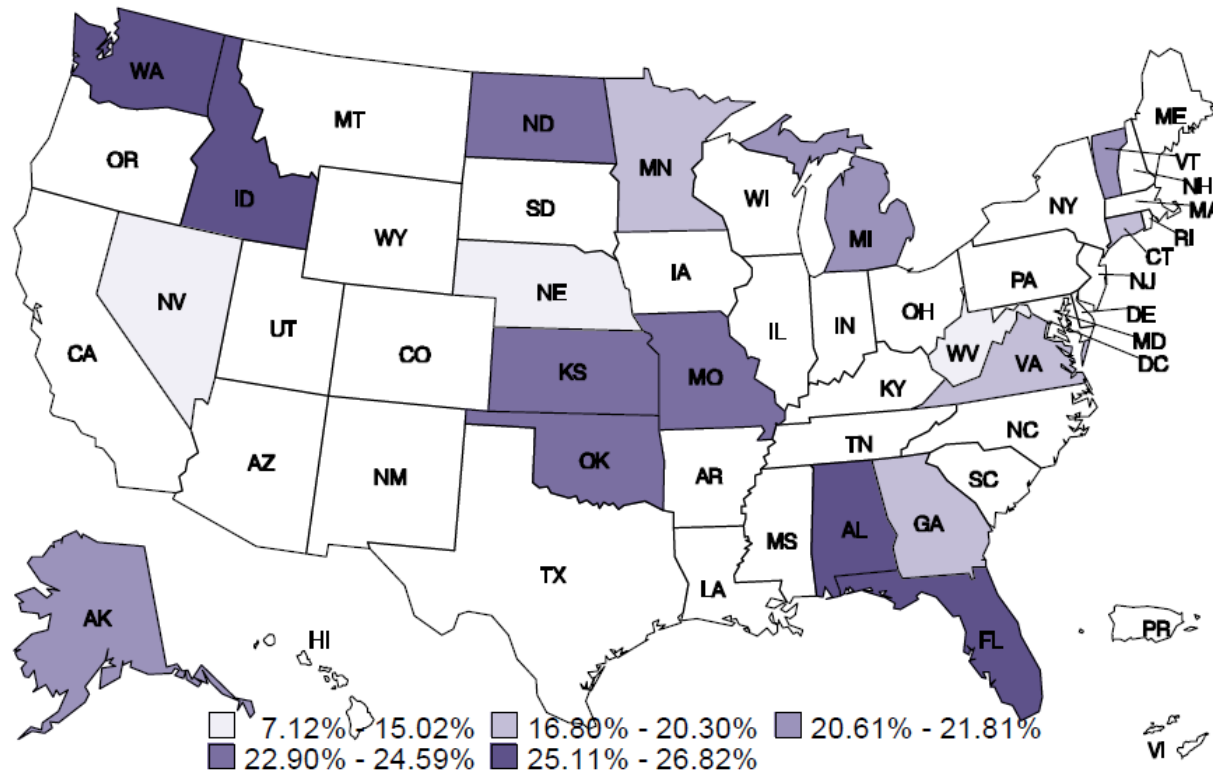 WA
MT
ND
MN
ME
OR
ID
SD
WI
VT
NH
WY
MI
NY
MA
RI
CT
NV
NE
IA
PA
NJ
UT
CO
IL
IN
OH
DE
CA
KS
MO
WV
VA
MD
DC
KY
NC
TN
AZ
NM
OK
AR
SC
MS
AL
GA
TX
LA
AK
HI
FL
PR
VI
7.12% - 15.02% 16.80% - 20.30% 20.61% - 21.81%
22.90% - 24.59% 25.11% - 26.82%